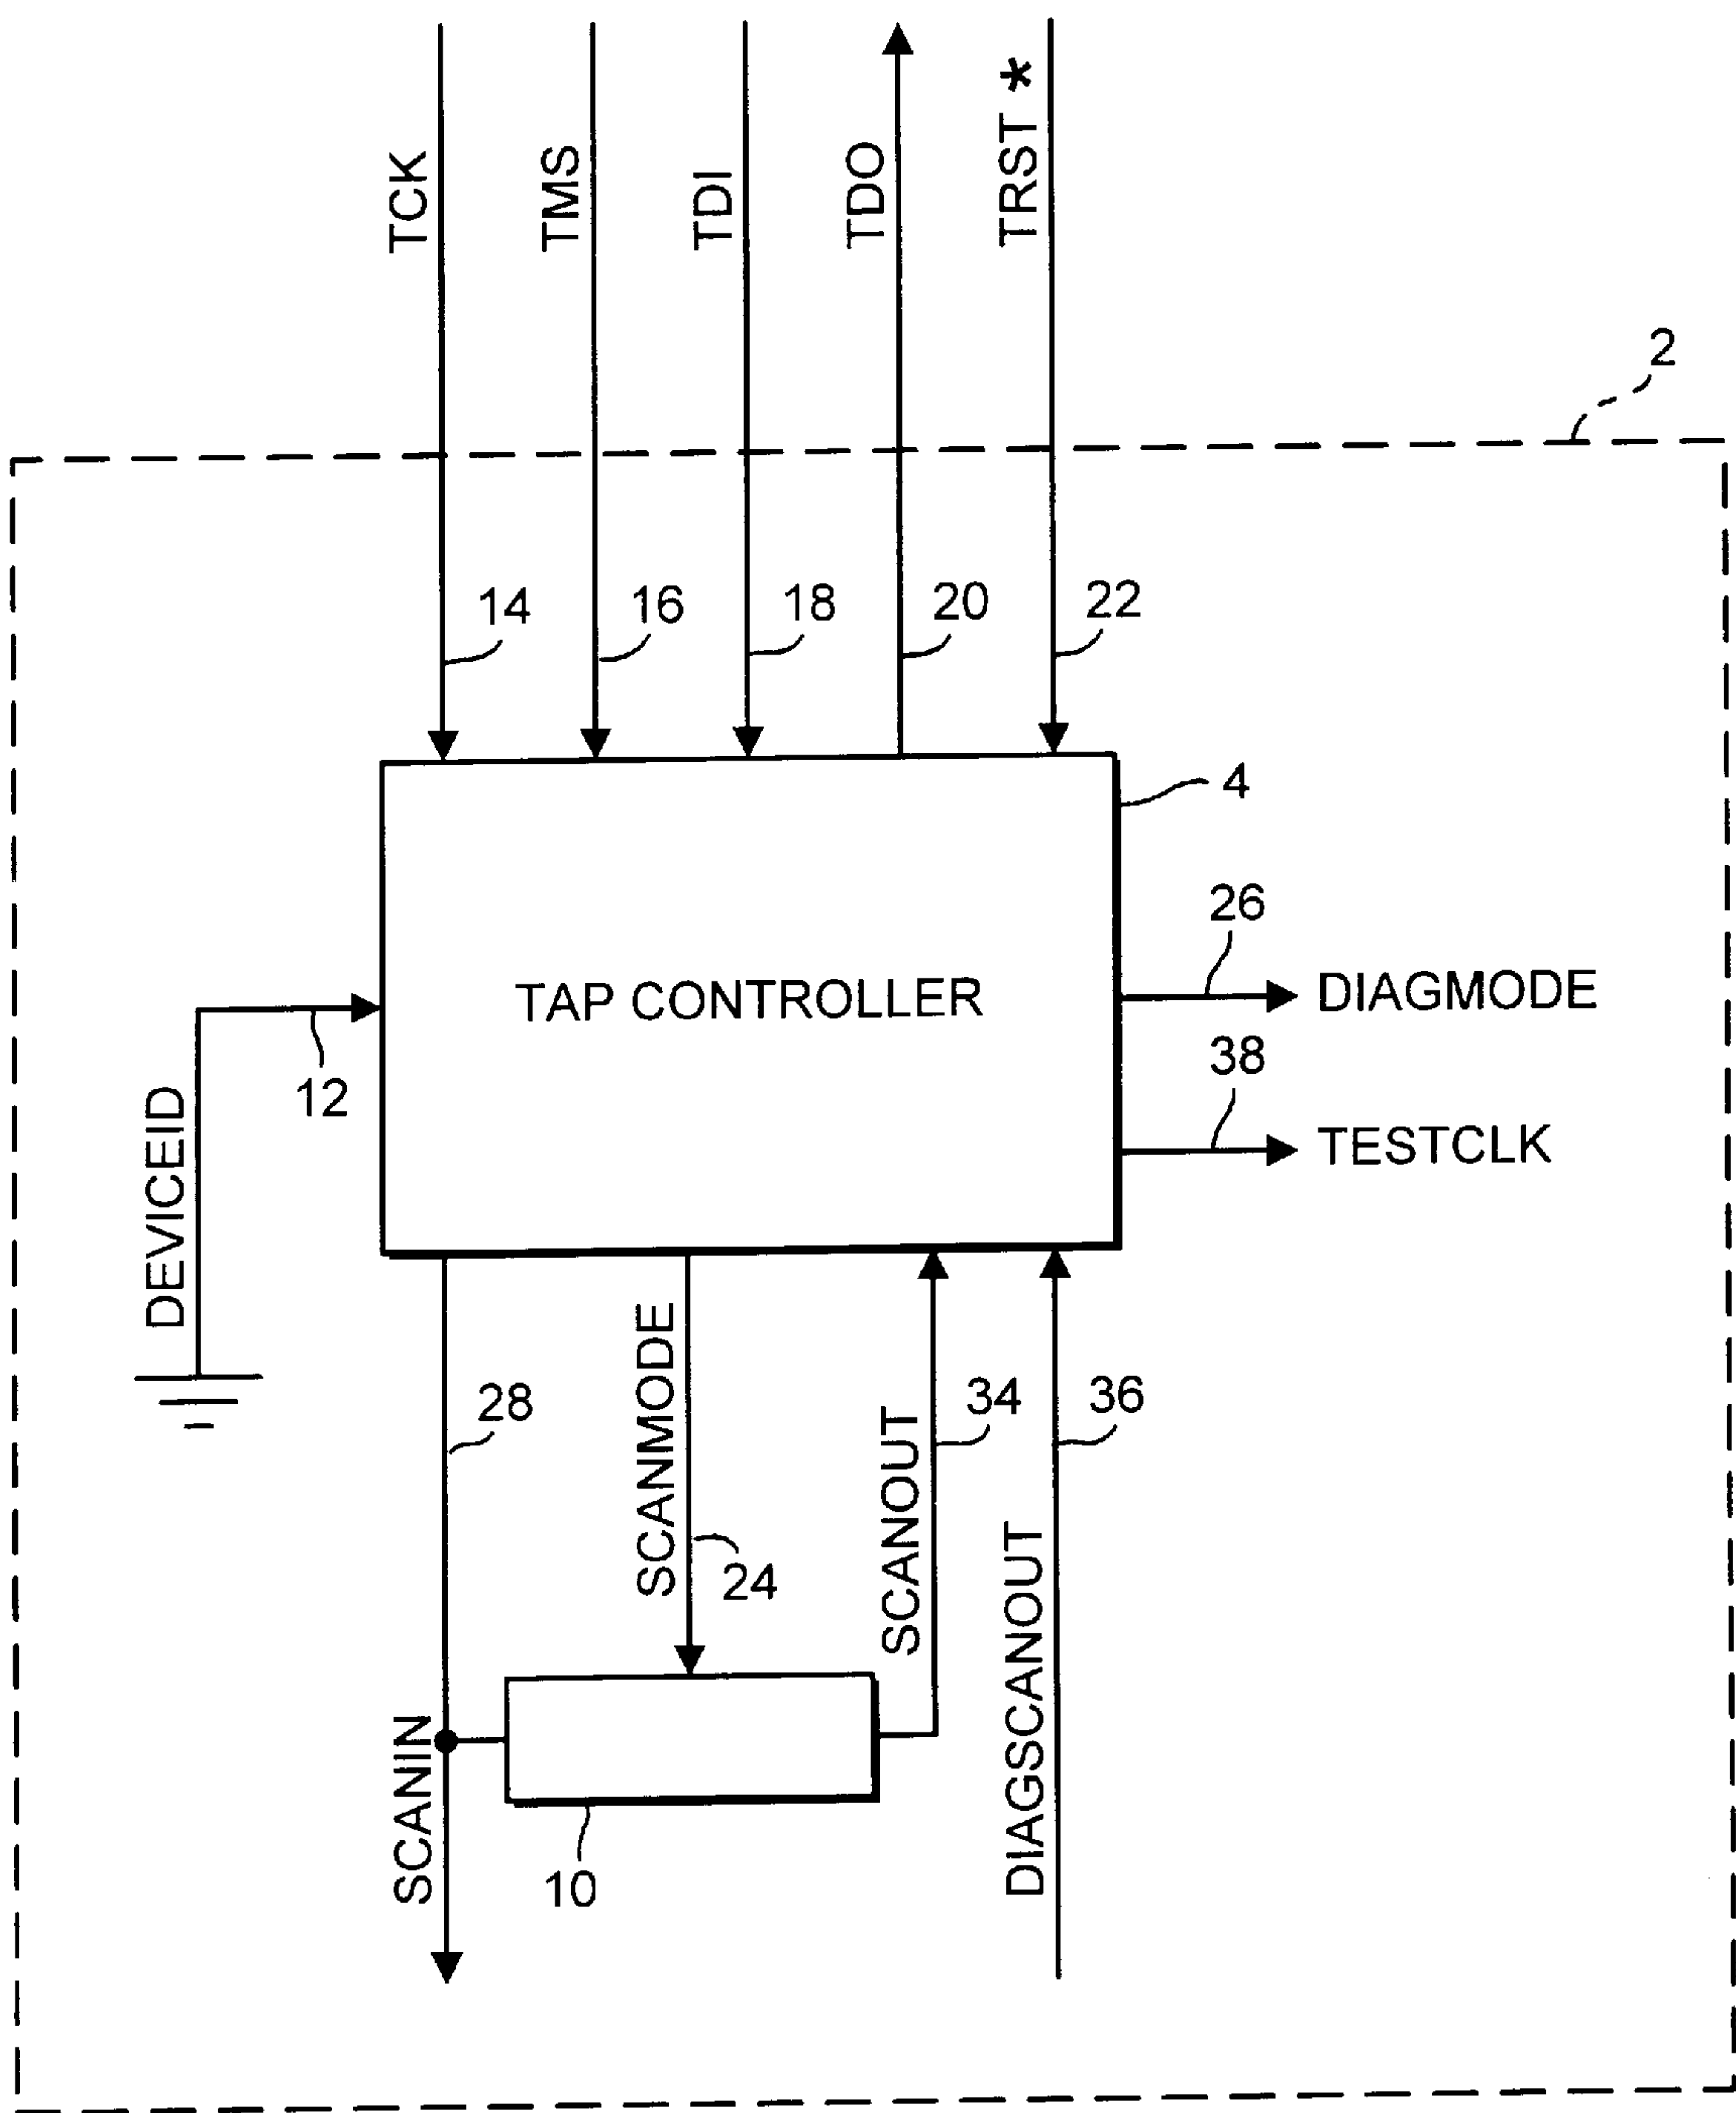 TCK
TMS
TDI
TDO
TRST *
2
14
16
18
20
22
4
26
TAP CONTROLLER
DIAGMODE
12
38
DEVICEID
TESTCLK
28
SCANMODE
34
36
SCANOUT
24
DIAGSCANOUT
SCANIN
10